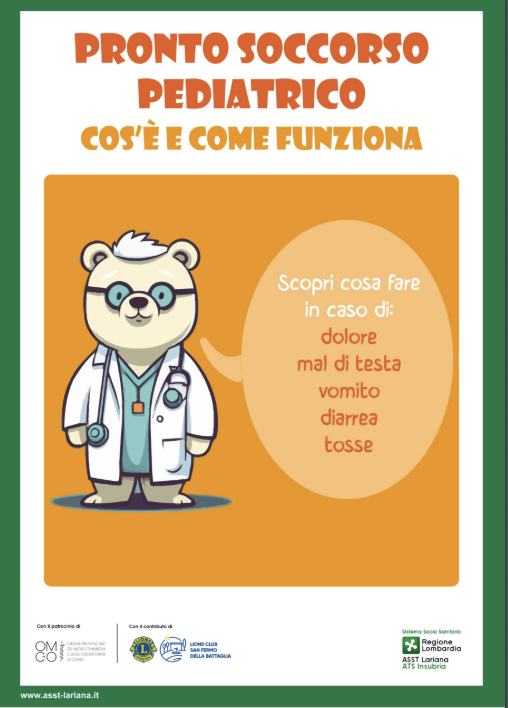 PRONTO SOCCORSO
PEDIATRICO
COS'È E COME FUNZIONA
Scopri cosa fare
in caso di:
dolore
mal di testa
vomito
diarrea
tosse
Con il patrocinio di
OM
CO
ORDINE PROVINCIALE
DEI MEDICI CHIRURGHI
E DEGLI ODONTOIATRI
DI COMO
Con il contributo di
LIONS CLUB
SAN FERMO
DELLA BATTAGLIA
Sistema Socio Sanitario
Regione
Lombardia
ASST Lariana
ATS Insubria
www.asst-lariana.it